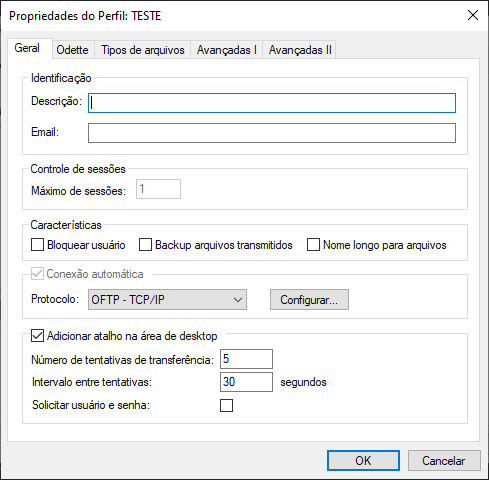 Propriedades do Perfil: TESTE
Geral Odette Tipos de arquivos Avançadas I Avançadas II
Identificação
Descrição:
Email:
Controle de sessões
Máximo de sessões: 1
Características
Bloquear usuário Backup arquivos transmitidos Nome longo para arquivos
Conexão automática
Protocolo: OFTP - TCP/IP Configurar...
Adicionar atalho na área de desktop
Número de tentativas de transferência: 5
Intervalo entre tentativas: 30 segundos
Solicitar usuário e senha:
OK Cancelar